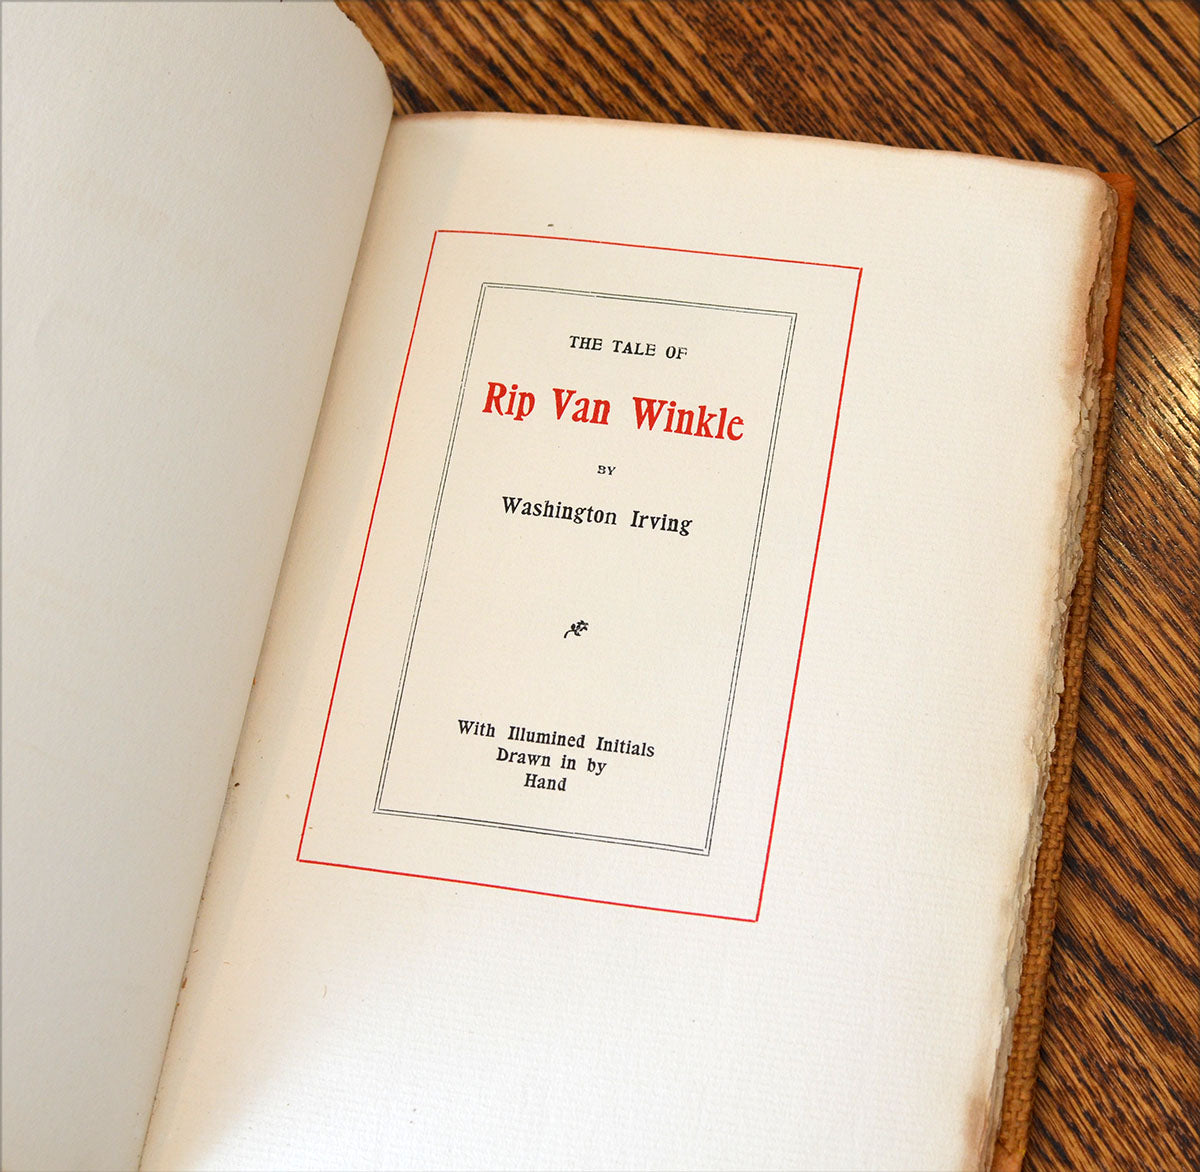 THE TALE OF
Rip Van Winkle
BY
Washington Irving
With Illumined Initials
Drawn in by
Hand